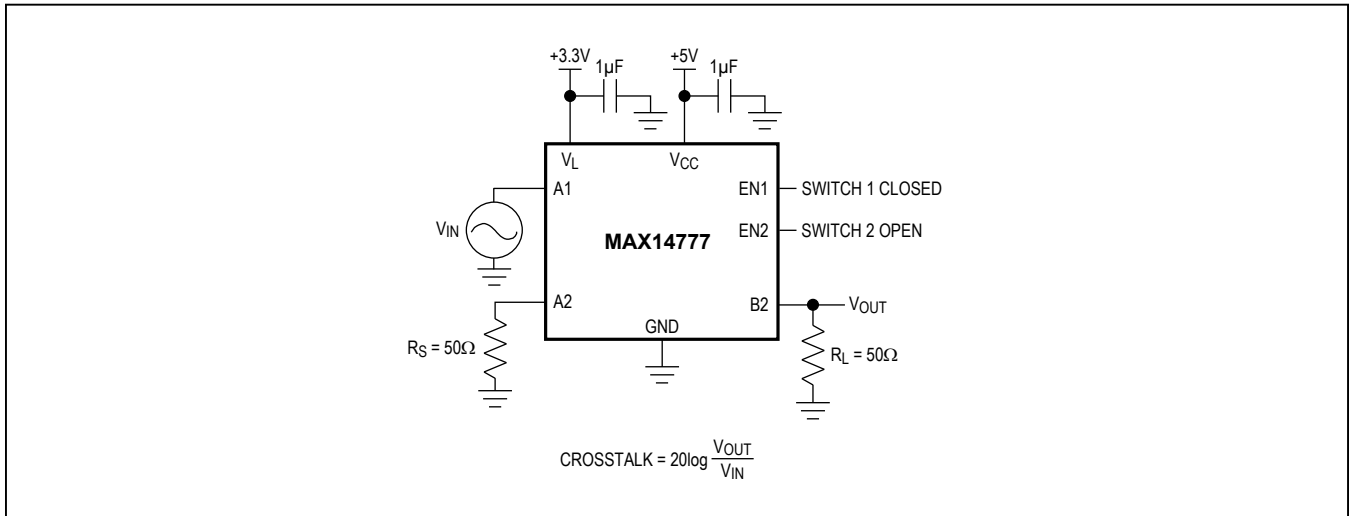 +3.3V
1µF
+5V
1µF
VL
VCC
A1
EN1
SWITCH 1 CLOSED
VIN
MAX14777
EN2
SWITCH 2 OPEN
A2
B2
VOUT
GND
RS = 50Ω
RL = 50Ω
CROSSTALK = 20log VOUT
VIN